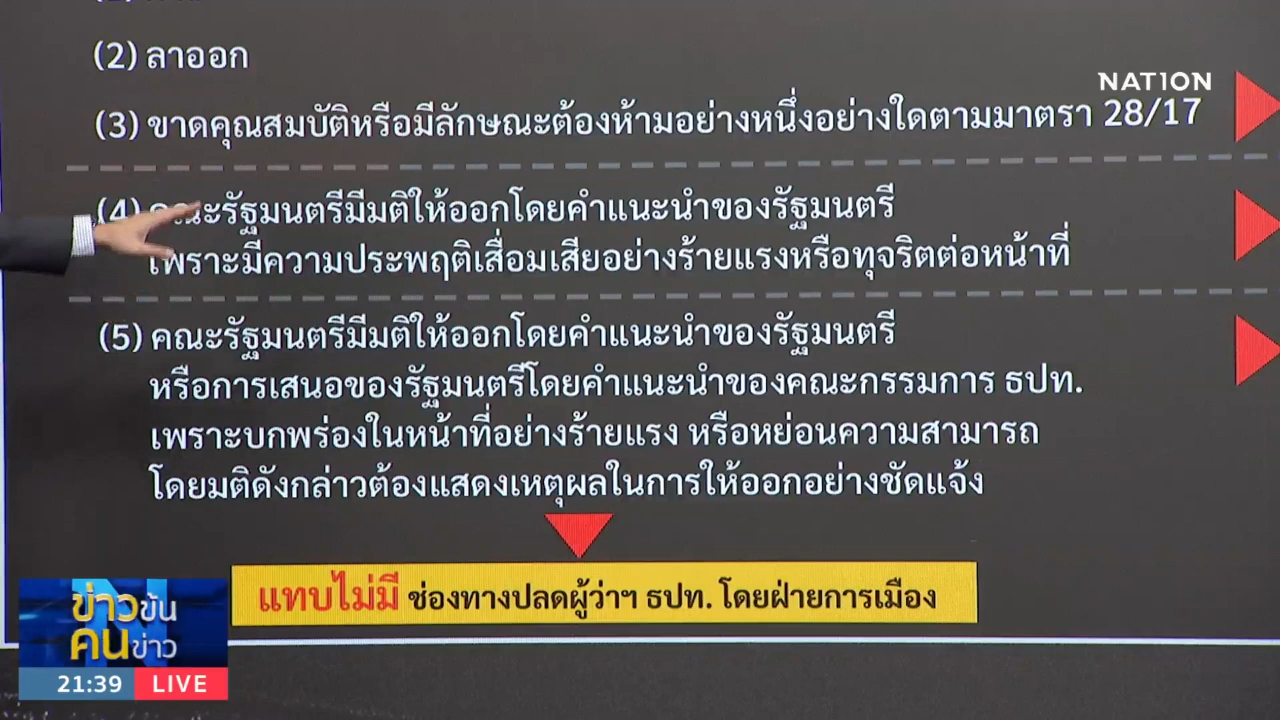 (2) ลาออก
NATION
(3) ขาดคุณสมบัติหรือมีลักษณะต้องห้ามอย่างหนึ่งอย่างใดตามมาตรา 28/17
(4) คณะรัฐมนตรีมีมติให้ออกโดยคำแนะนำของรัฐมนตรี
เพราะมีความประพฤติเสื่อมเสียอย่างร้ายแรงหรือทุจริตต่อหน้าที่
(5) คณะรัฐมนตรีมีมติให้ออกโดยคำแนะนำของรัฐมนตรี
หรือการเสนอของรัฐมนตรีโดยคำแนะนำของคณะกรรมการ ธปท.
เพราะบกพร่องในหน้าที่อย่างร้ายแรง หรือหย่อนความสามารถ
โดยมติดังกล่าวต้องแสดงเหตุผลในการให้ออกอย่างชัดแจ้ง
แทบไม่มี ช่องทางปลดผู้ว่าฯ ธปท. โดยฝ่ายการเมือง
ข่าวข้น
คนข่าว
21:39 LIVE